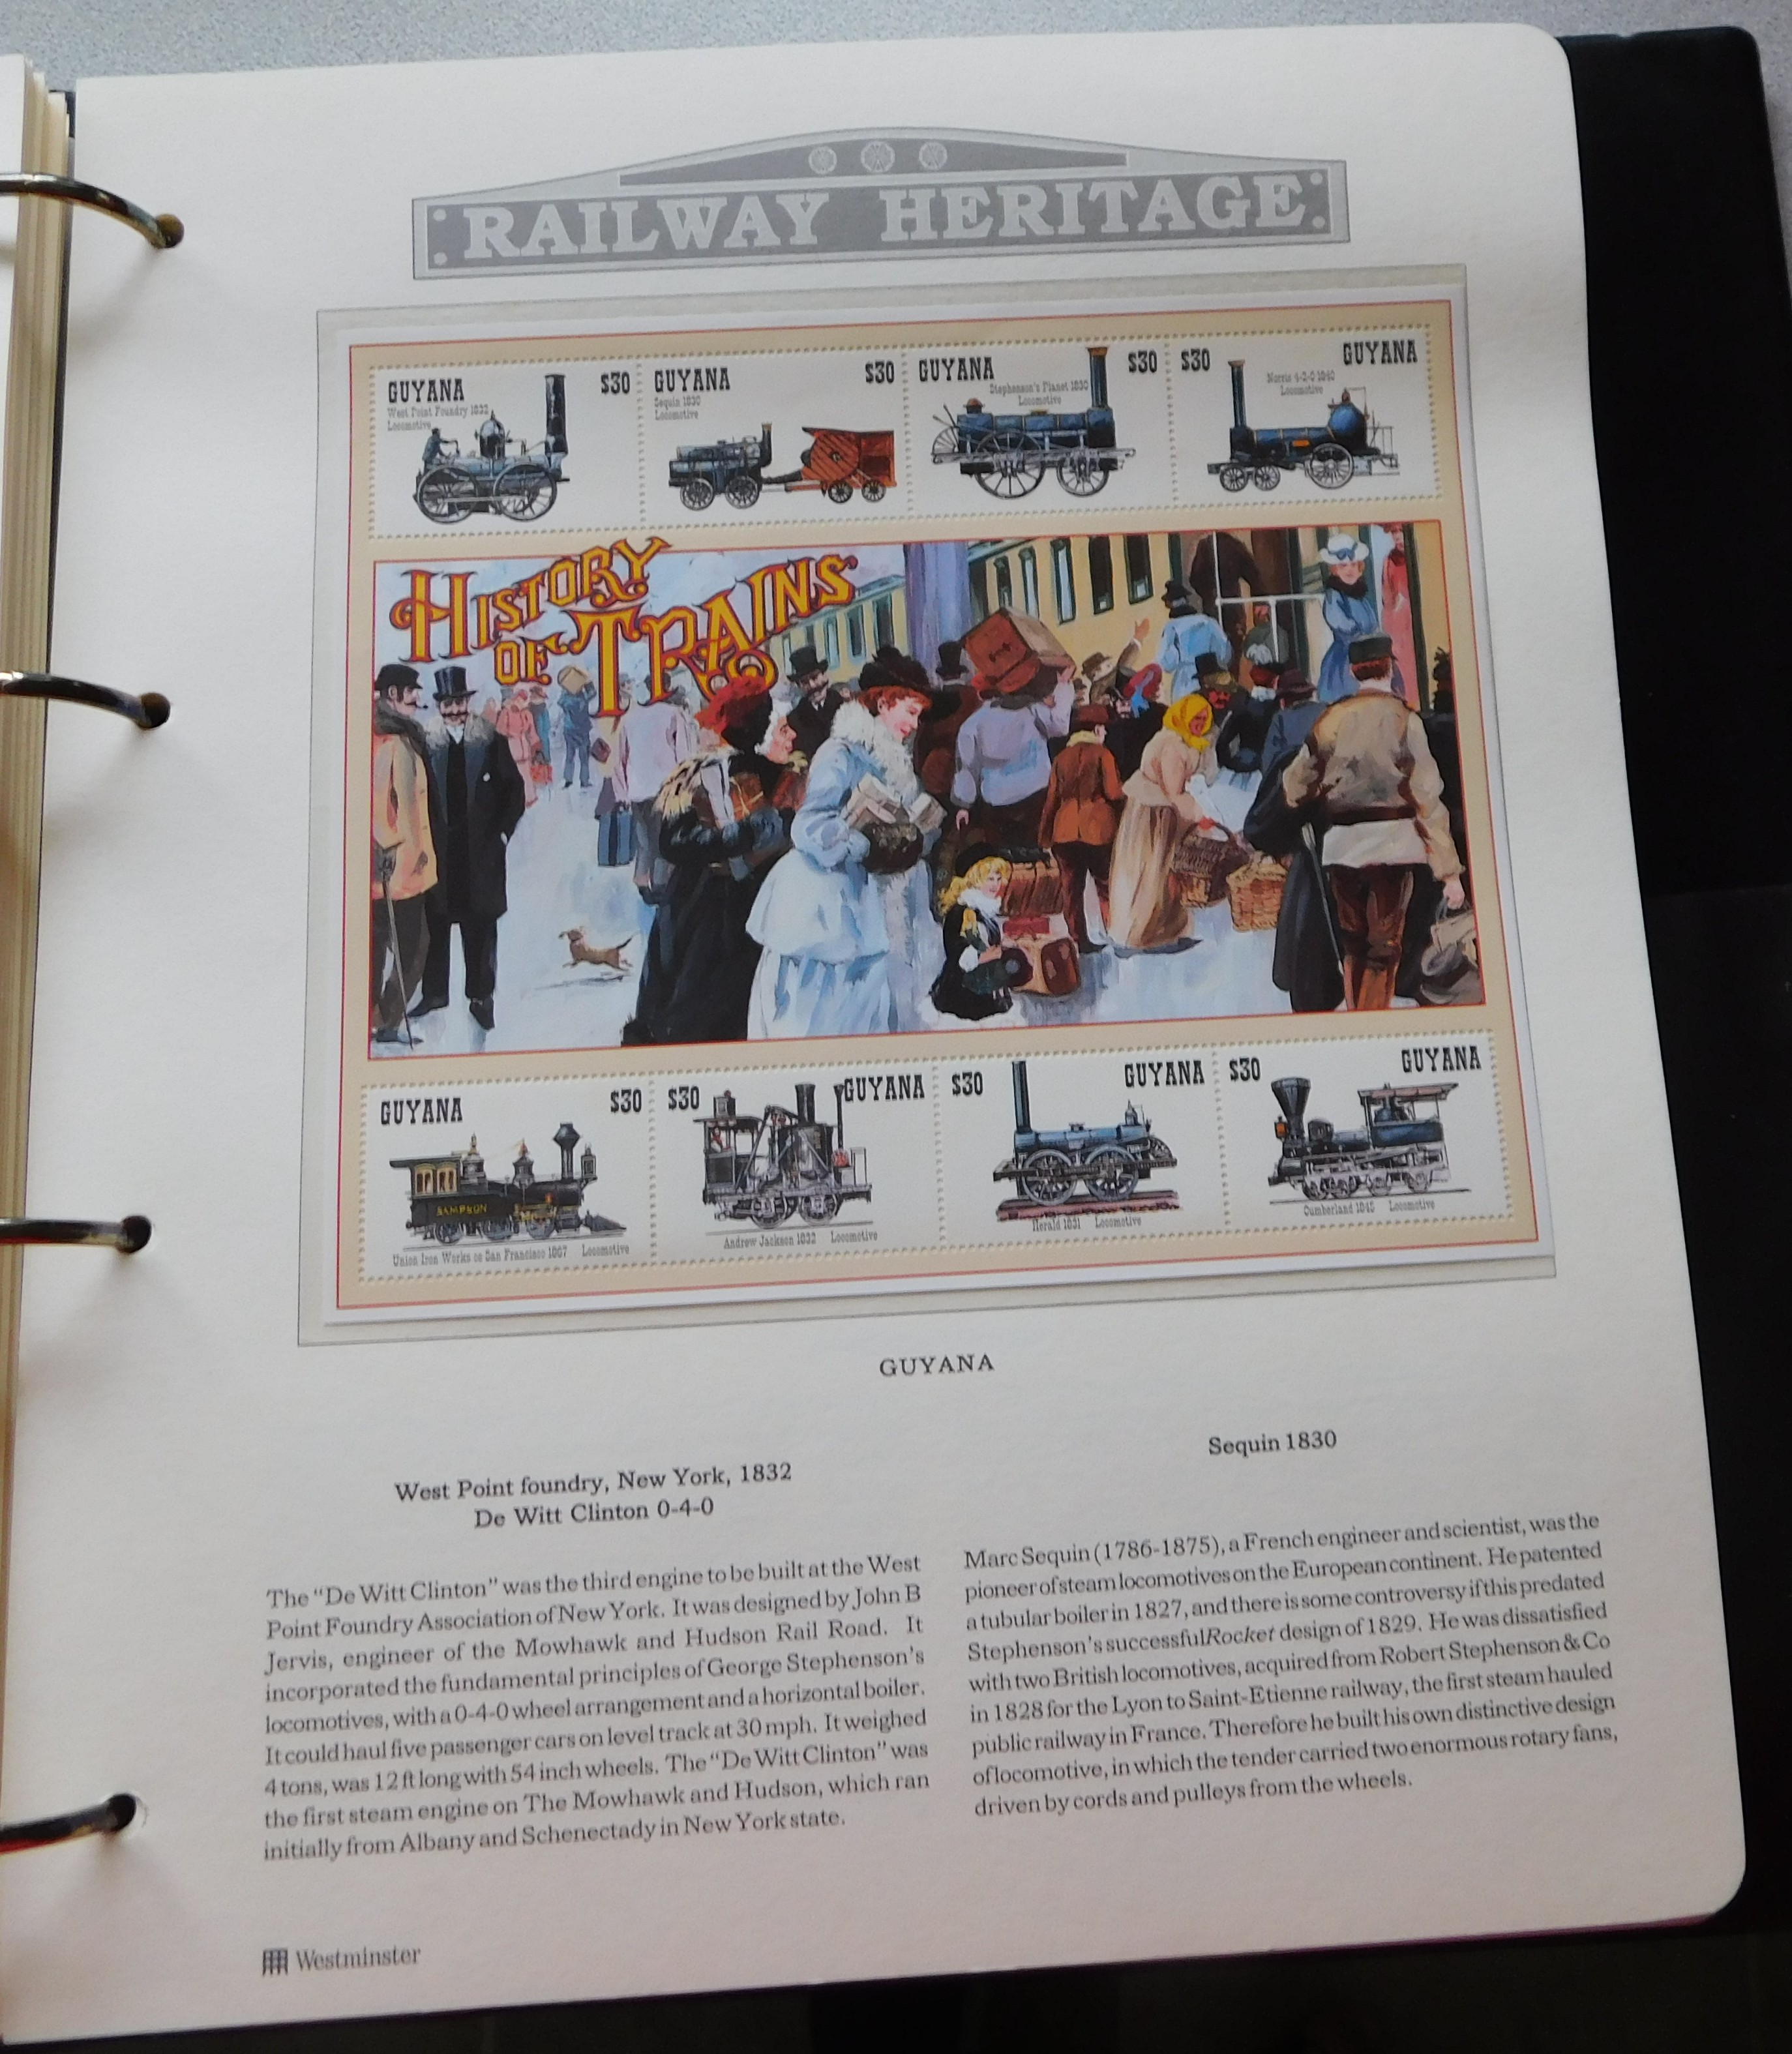 RAILWAY HERITAGE
GUYANA $30
West Point Foundry 1832
Locomotive
GUYANA $30
Sequin 1830
Locomotive
GUYANA $30
Stephenson's Planet 1830
Locomotive
$30 GUYANA
Norris 4-2-0 1840
Locomotive
HISTORY
OF TRAINS
GUYANA $30
SAMPSON
Union Iron Works os San Francisco 1867 Locomotive
$30 GUYANA
Andrew Jackson 1832 Locomotive
$30 GUYANA
Herald 1831 Locomotive
$30 GUYANA
Cumberland 1845 Locomotive
GUYANA
West Point foundry, New York, 1832
De Witt Clinton 0-4-0
The "De Witt Clinton" was the third engine to be built at the West
Point Foundry Association of New York. It was designed by John B
Jervis, engineer of the Mowhawk and Hudson Rail Road. It
incorporated the fundamental principles of George Stephenson's
locomotives, with a 0-4-0 wheel arrangement and a horizontal boiler.
It could haul five passenger cars on level track at 30 mph. It weighed
4 tons, was 12 ft long with 54 inch wheels. The "De Witt Clinton" was
the first steam engine on The Mowhawk and Hudson, which ran
initially from Albany and Schenectady in New York state.
Sequin 1830
Marc Sequin (1786-1875), a French engineer and scientist, was the
pioneer of steam locomotives on the European continent. He patented
a tubular boiler in 1827, and there is some controversy if this predated
Stephenson's successful Rocket design of 1829. He was dissatisfied
with two British locomotives, acquired from Robert Stephenson & Co
in 1828 for the Lyon to Saint-Etienne railway, the first steam hauled
public railway in France. Therefore he built his own distinctive design
of locomotive, in which the tender carried two enormous rotary fans,
driven by cords and pulleys from the wheels.
Westminster